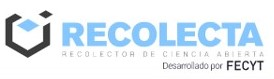 RECOLECTA
RECOLECTOR DE CIENCIA ABIERTA
Desarrollado por FECYT